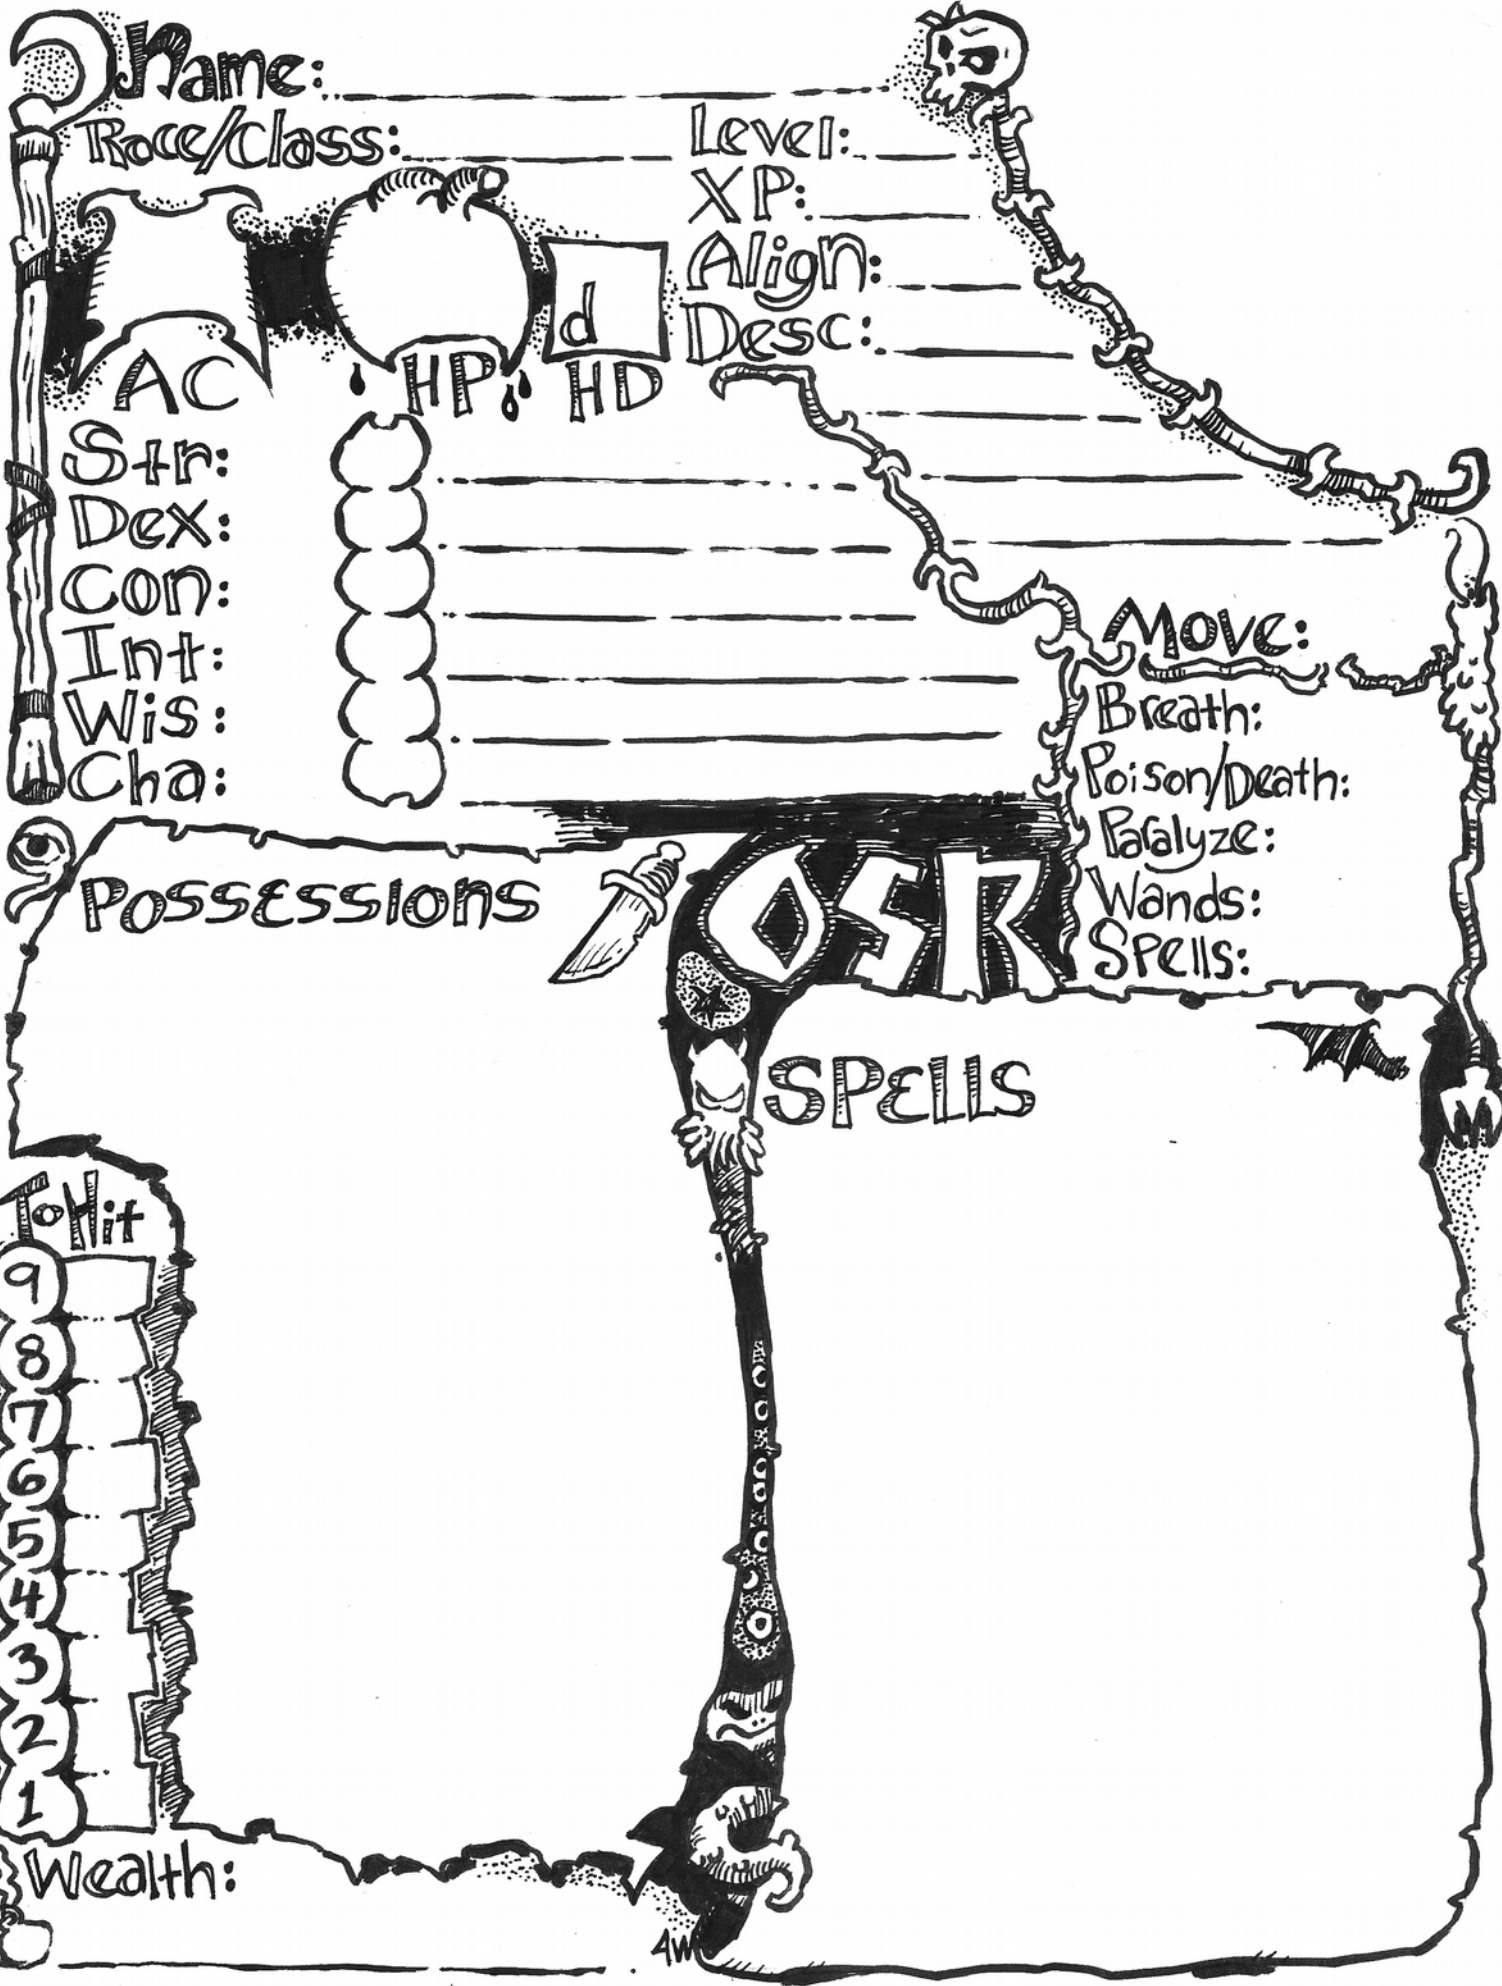 Name:
Race/Class:
Level:
XP:
Align:
Desc:
d
AC
HP
HD
Str:
Dex:
Con:
Int:
Wis:
Cha:
Move:
Breath:
Poison/Death:
Paralyze:
Wands:
Spells:
OSR
Possessions
SPELLS
To Hit
9
8
7
6
5
4
3
2
1
Wealth:
AW